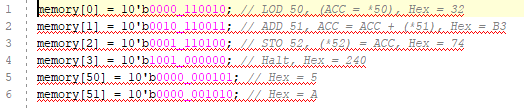 1 memory[0] = 10'b0000_110010; // LOD 50, (ACC = *50), Hex = 32
2 memory[1] = 10'b0010_110011; // ADD 51, ACC = ACC + (*51), Hex = B3
3 memory[2] = 10'b0001_110100; // STO 52, (*52) = ACC, Hex = 74
4 memory[3] = 10'b1001_000000; // Halt, Hex = 240
5 memory[50] = 10'b0000_000101; // Hex = 5
6 memory[51] = 10'b0000_001010; // Hex = A